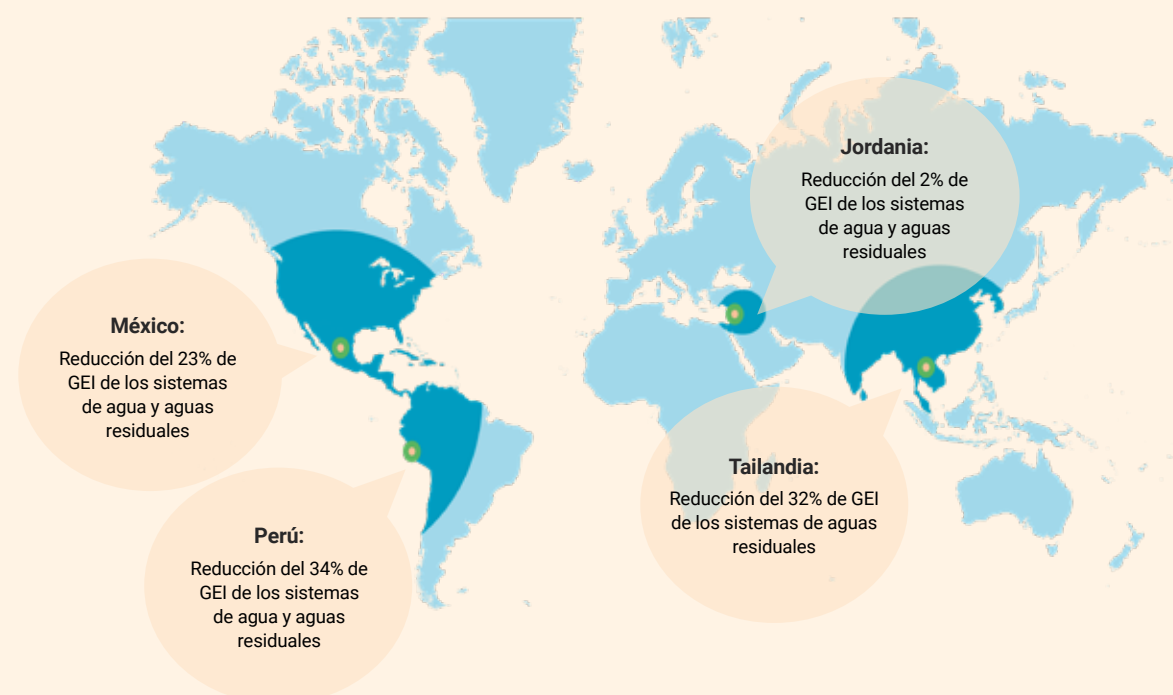 Jordania:
Reducción del 2% de
GEI de los sistemas
de agua y aguas
residuales
México:
Reducción del 23% de
GEI de los sistemas
de agua y aguas
residuales
Tailandia:
Reducción del 32% de GEI
de los sistemas de aguas
residuales
Perú:
Reducción del 34% de
GEI de los sistemas
de agua y aguas
residuales